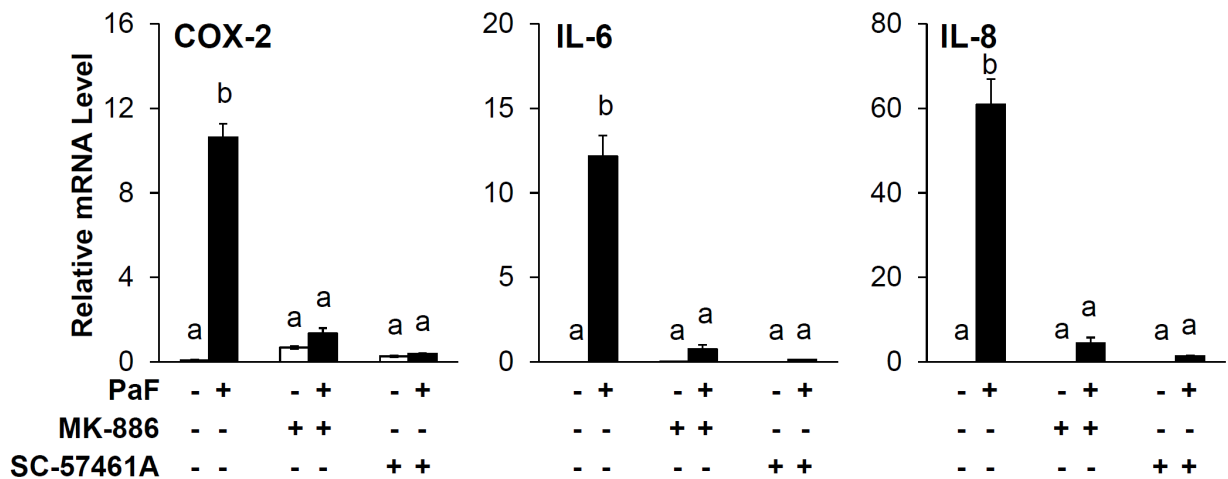 COX-2 IL-6 IL-8
16 20 80
12 15 60
8 10 40
4 5 20
0 0 0
Relative mRNA Level
a b a a a a
a b a a a a
a b a a a a
PaF - + - + - + - + - + - + - + - + - +
MK-886 - - + + - - - - + + - - - - + + - -
SC-57461A - - - - + + - - - - + + - - - - + +